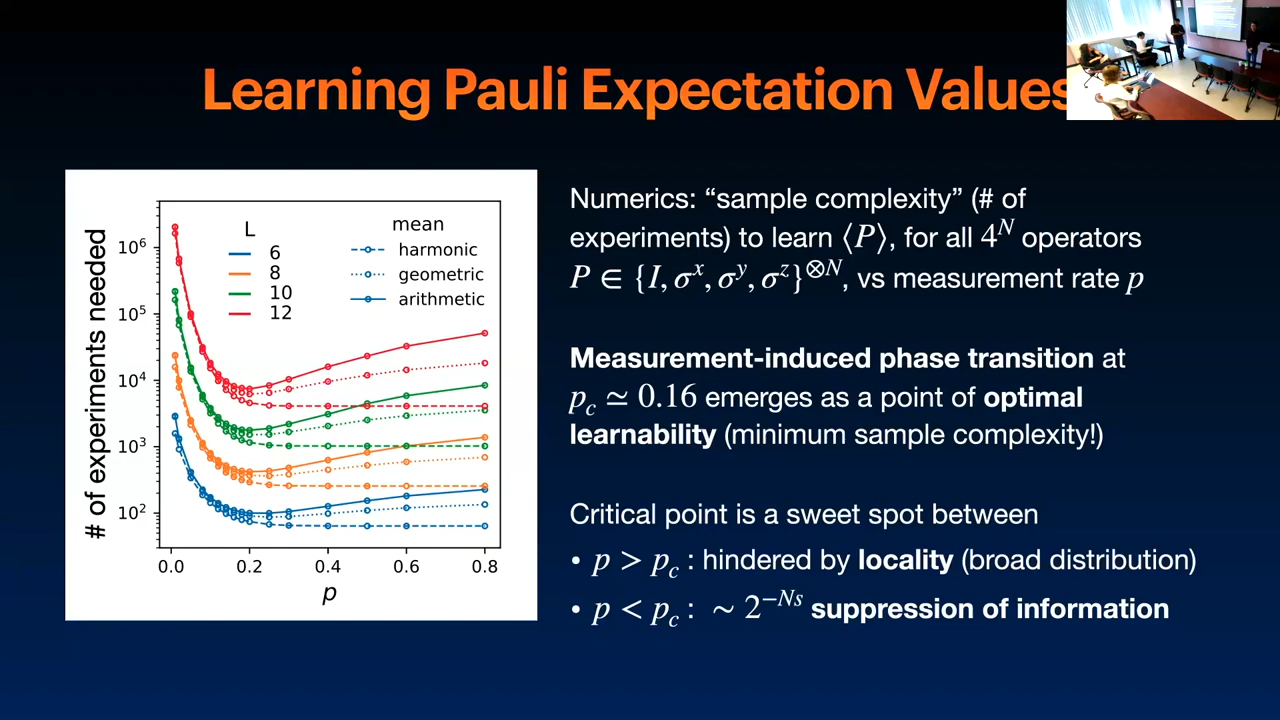 Learning Pauli Expectation Values
# of experiments needed
10^6
10^5
10^4
10^3
10^2
L
6
8
10
12
mean
harmonic
geometric
arithmetic
0.0 0.2 0.4 0.6 0.8
p
Numerics: “sample complexity” (# of
experiments) to learn ⟨P⟩, for all 4^N operators
P ∈ {I, σ^x, σ^y, σ^z}^{⊗N}, vs measurement rate p
Measurement-induced phase transition at
p_c ≃ 0.16 emerges as a point of optimal
learnability (minimum sample complexity!)
Critical point is a sweet spot between
• p > p_c : hindered by locality (broad distribution)
• p < p_c : ∼ 2^{−Ns} suppression of information